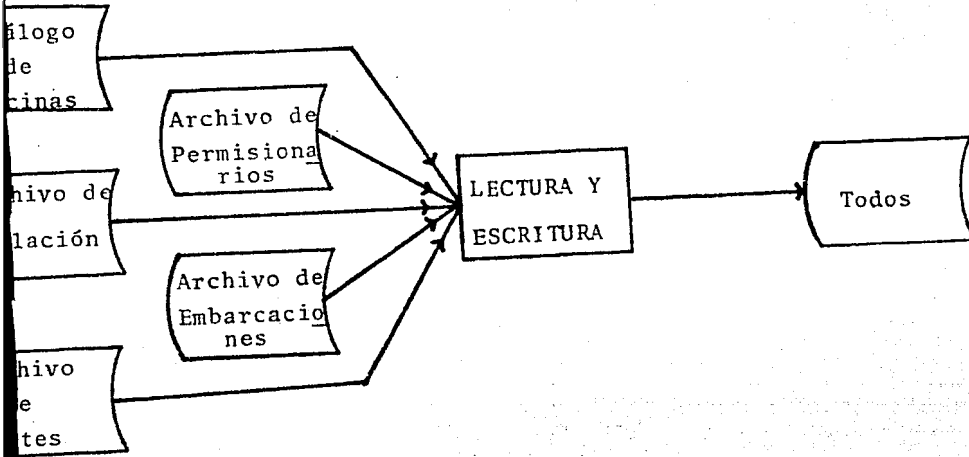 álogo
de
cinas
Archivo de
Permisiona
rios
hivo de
lación
Archivo de
Embarcacio
nes
hivo
e
tes
LECTURA Y
ESCRITURA
Todos